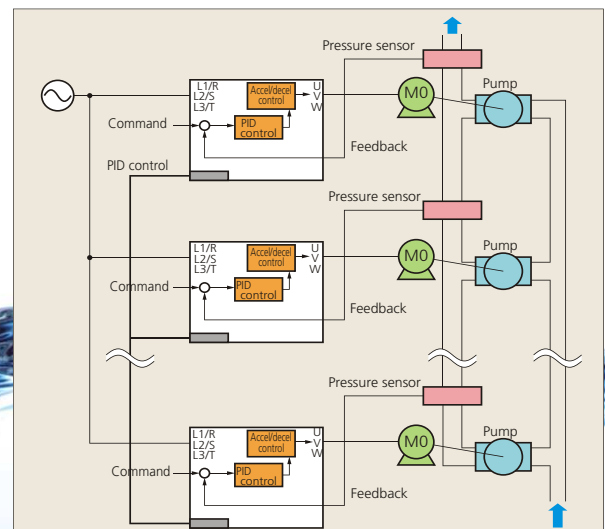 Pressure sensor
L1/R
L2/S
L3/T
Accel/decel
control
U
V
W
M0
Pump
Command
PID
control
Feedback
PID control
Pressure sensor
L1/R
L2/S
L3/T
Accel/decel
control
U
V
W
M0
Pump
Command
PID
control
Feedback
Pressure sensor
L1/R
L2/S
L3/T
Accel/decel
control
U
V
W
M0
Pump
Command
PID
control
Feedback